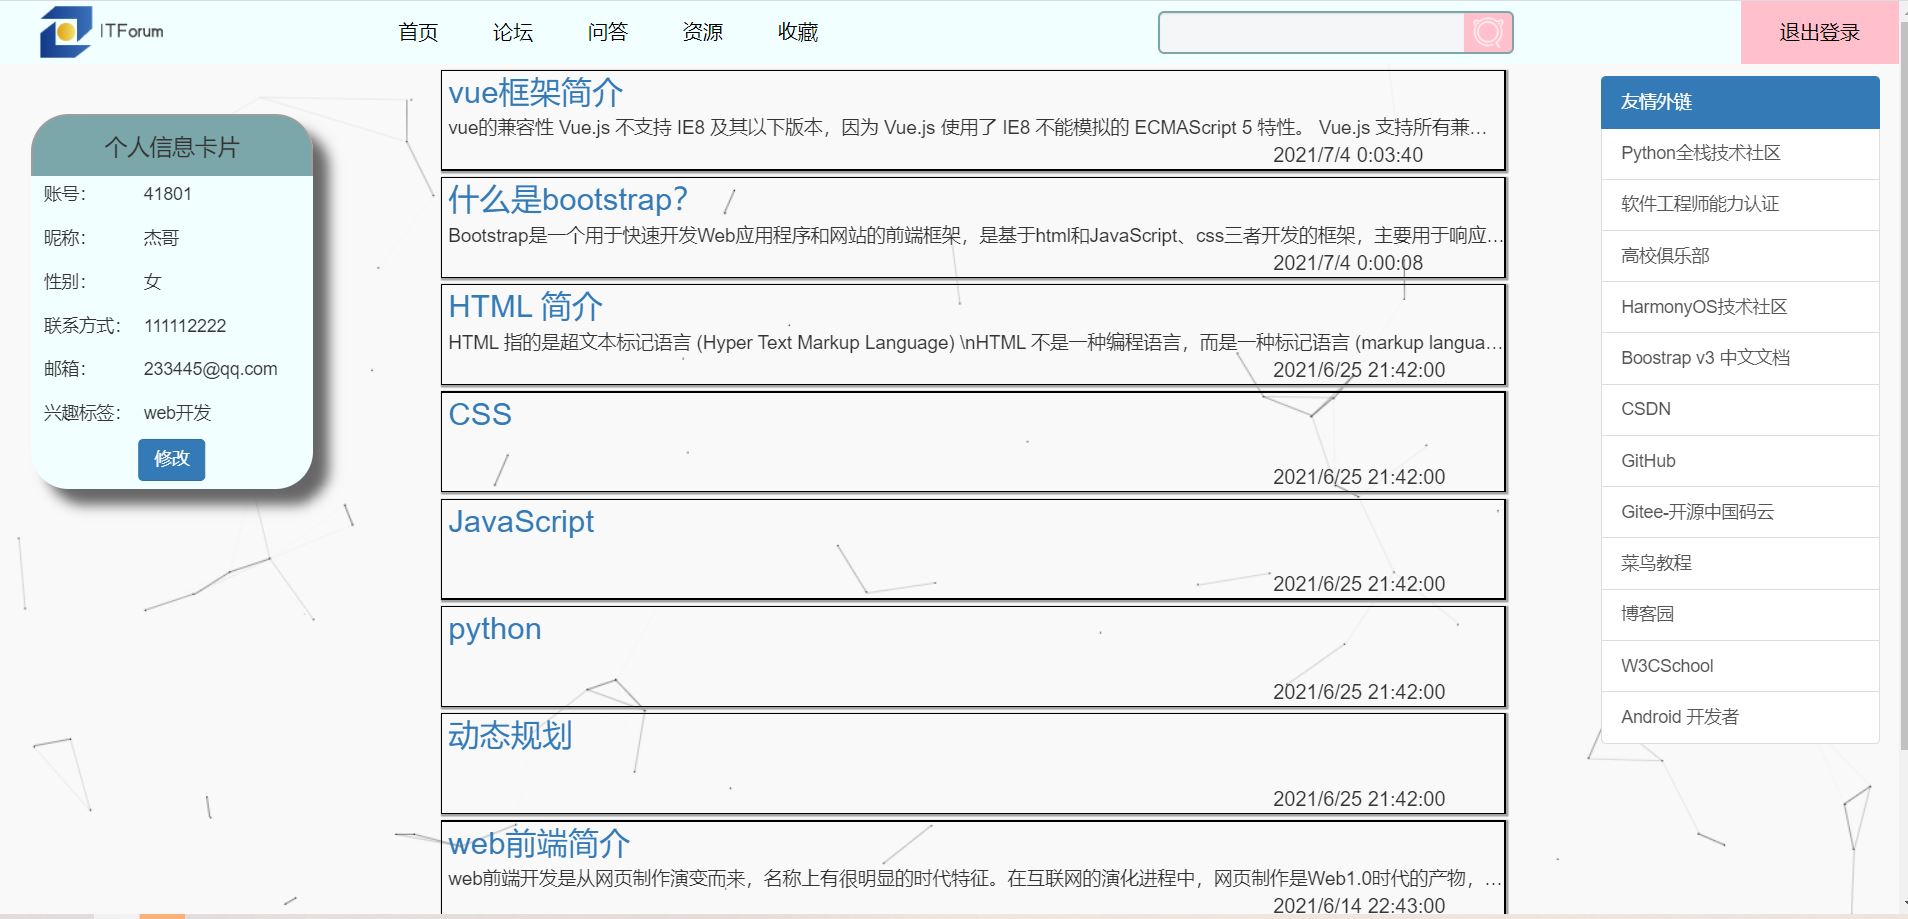 ITForum
首页 论坛 问答 资源 收藏
退出登录
个人信息卡片
账号： 41801
昵称： 杰哥
性别： 女
联系方式： 111112222
邮箱： 233445@qq.com
兴趣标签： web开发
修改
vue框架简介
vue的兼容性 Vue.js 不支持 IE8 及其以下版本，因为 Vue.js 使用了 IE8 不能模拟的 ECMAScript 5 特性。 Vue.js 支持所有兼...
2021/7/4 0:03:40
什么是bootstrap？
Bootstrap是一个用于快速开发Web应用程序和网站的前端框架，是基于html和JavaScript、css三者开发的框架，主要用于响应...
2021/7/4 0:00:08
HTML 简介
HTML 指的是超文本标记语言 (Hyper Text Markup Language) \nHTML 不是一种编程语言，而是一种标记语言 (markup langua...
2021/6/25 21:42:00
CSS
2021/6/25 21:42:00
JavaScript
2021/6/25 21:42:00
python
2021/6/25 21:42:00
动态规划
2021/6/25 21:42:00
web前端简介
web前端开发是从网页制作演变而来，名称上有很明显的时代特征。在互联网的演化进程中，网页制作是Web1.0时代的产物，...
2021/6/14 22:43:00
友情外链
Python全栈技术社区
软件工程师能力认证
高校俱乐部
HarmonyOS技术社区
Boostrap v3 中文文档
CSDN
GitHub
Gitee-开源中国码云
菜鸟教程
博客园
W3CSchool
Android 开发者